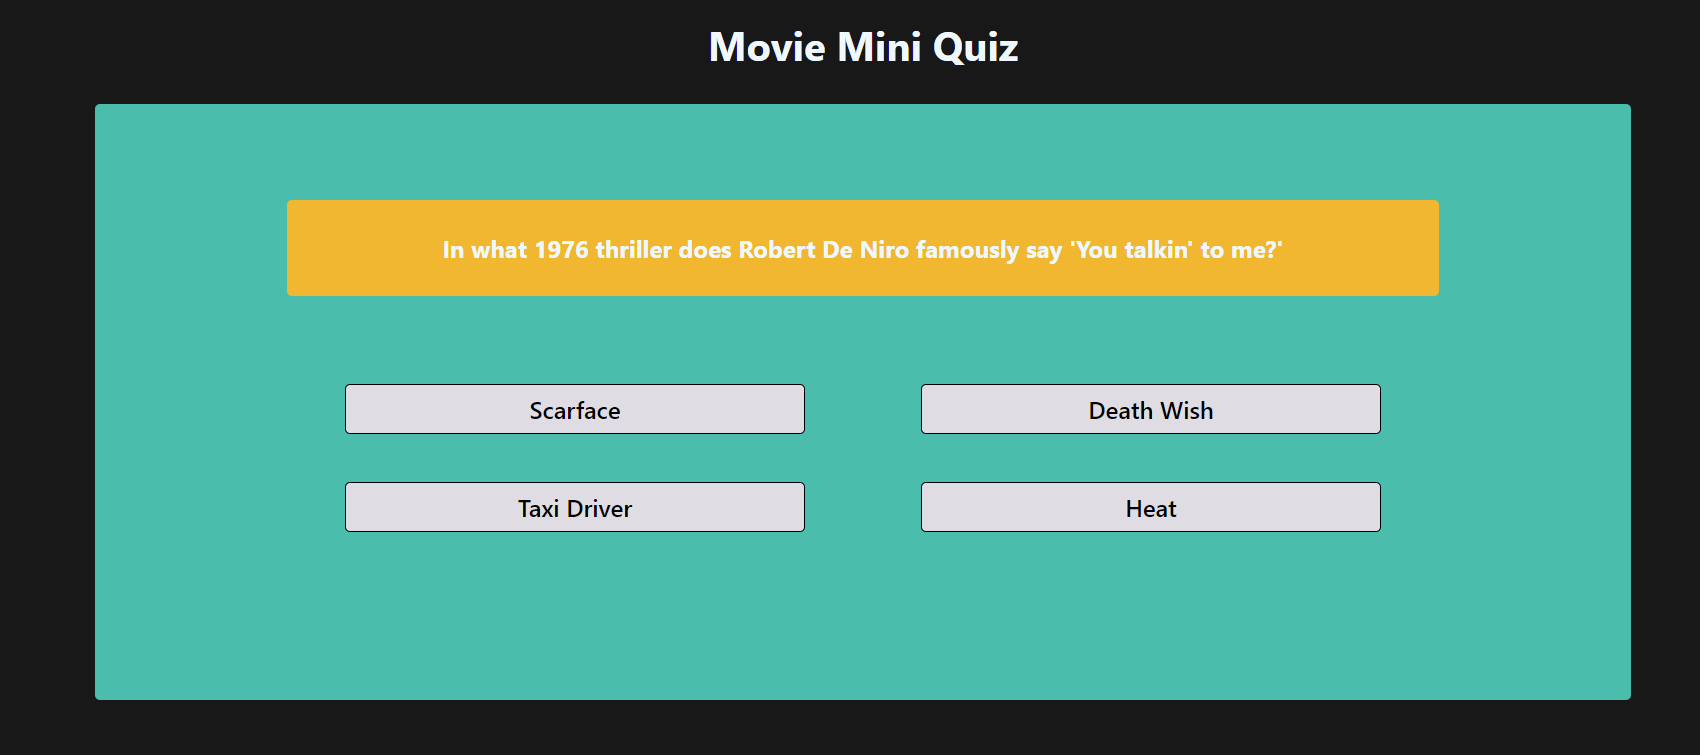 Movie Mini Quiz
In what 1976 thriller does Robert De Niro famously say 'You talkin' to me?'
Scarface
Death Wish
Taxi Driver
Heat